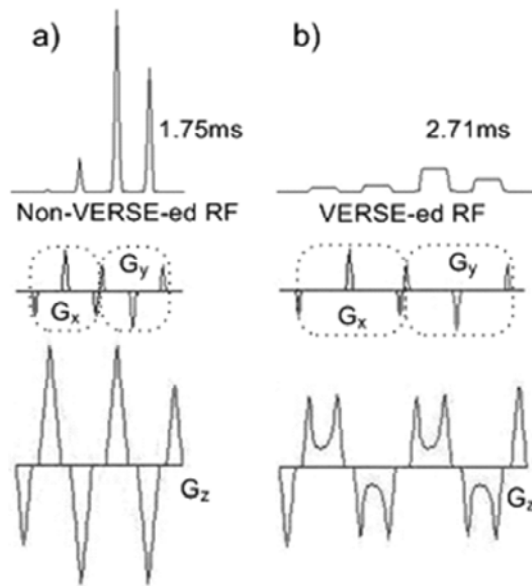 a)
b)
1.75ms
2.71ms
Non-VERSE-ed RF
VERSE-ed RF
Gy
Gx
Gy
Gx
Gz
Gz